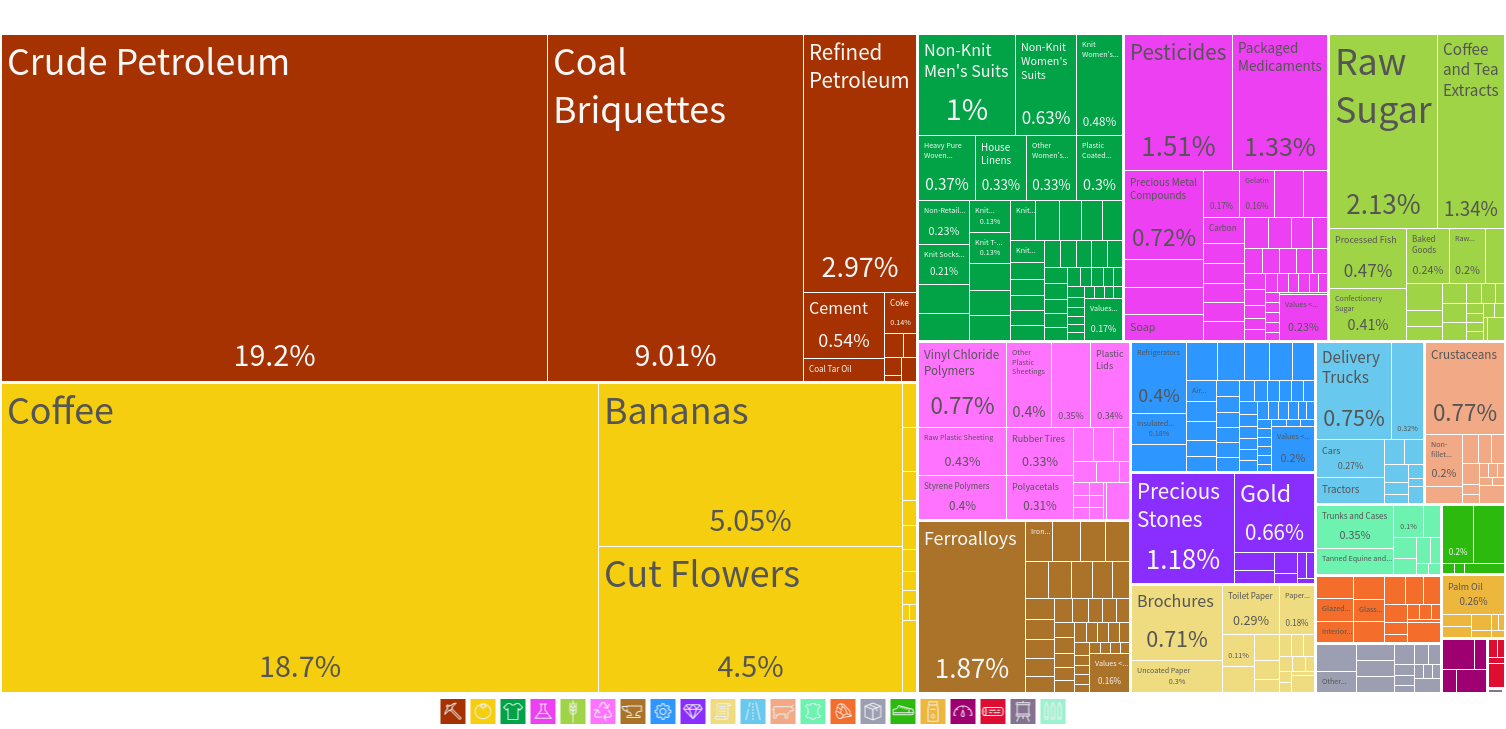 Crude Petroleum
19.2%
Coal
Briquettes
9.01%
Refined
Petroleum
2.97%
Cement
0.54%
Coke
0.14%
Coal Tar Oil
Coffee
18.7%
Bananas
5.05%
Cut Flowers
4.5%
Non-Knit
Men's Suits
1%
Non-Knit
Women's
Suits
0.63%
Knit
Women's...
0.48%
Heavy Pure
Woven...
0.37%
House
Linens
0.33%
Other
Women's...
0.33%
Plastic
Coated...
0.3%
Non-Retail...
0.23%
Knit...
0.13%
Knit...
Knit Socks...
0.21%
Knit T-...
0.13%
Knit...
Values...
0.17%
Pesticides
1.51%
Packaged
Medicaments
1.33%
Precious Metal
Compounds
0.72%
0.17%
Gelatin
0.16%
Carbon
Soap
Values <...
0.23%
Raw
Sugar
2.13%
Coffee
and Tea
Extracts
1.34%
Processed Fish
0.47%
Baked
Goods
0.24%
Raw...
0.2%
Confectionery
Sugar
0.41%
Vinyl Chloride
Polymers
0.77%
Other
Plastic
Sheetings
0.4%
0.35%
Plastic
Lids
0.34%
Raw Plastic Sheeting
0.43%
Rubber Tires
0.33%
Styrene Polymers
0.4%
Polyacetals
0.31%
Ferroalloys
1.87%
Iron...
Values <...
0.16%
Refrigerators
0.4%
Air...
Insulated...
0.18%
Values <...
0.2%
Precious
Stones
1.18%
Gold
0.66%
Brochures
0.71%
Toilet Paper
0.29%
Paper...
0.18%
Uncoated Paper
0.3%
0.11%
Delivery
Trucks
0.75%
0.32%
Cars
0.27%
Tractors
Crustaceans
0.77%
Non-
fillet...
0.2%
Trunks and Cases
0.35%
0.1%
Tanned Equine and...
0.2%
Glazed...
Glass...
Interior...
Palm Oil
0.26%
Other...